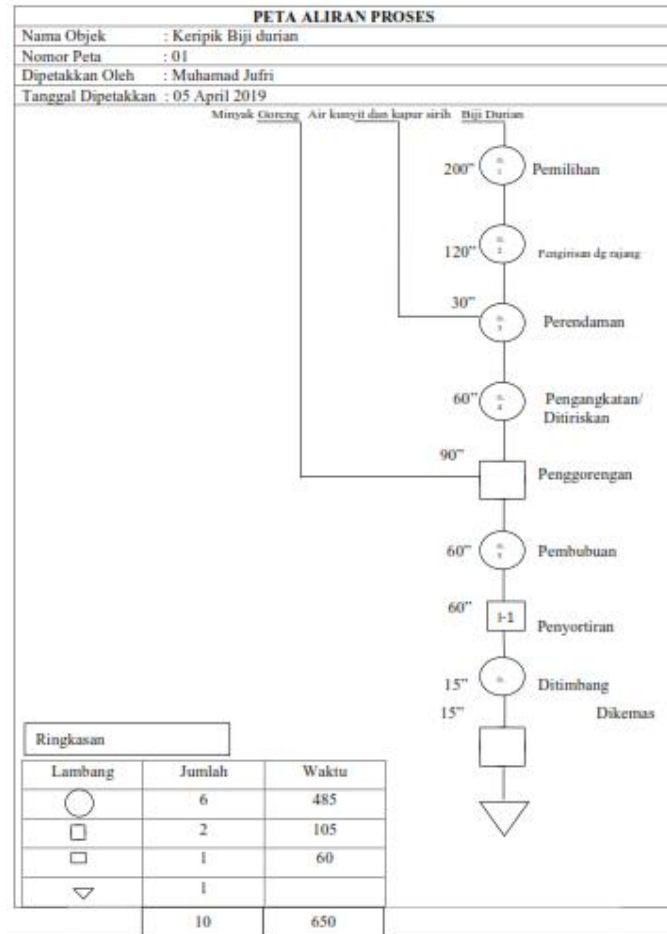 PETA ALIRAN PROSES
Nama Objek : Keripik Biji durian
Nomor Peta : 01
Dipetakkan Oleh : Muhamad Jufri
Tanggal Dipetakkan : 05 April 2019
Minyak Goreng Air kunyit dan kapur sirih Biji Durian
200” Pemilihan
120” Pengirisan dg rajang
30”
Perendaman
60” Pengangkatan/
Ditiriskan
90”
Penggorengan
60” Pembubuan
60” I-1
Penyortiran
15” Ditimbang
15” Dikemas
Ringkasan
Lambang Jumlah Waktu
6 485
2 105
1 60
1
10 650